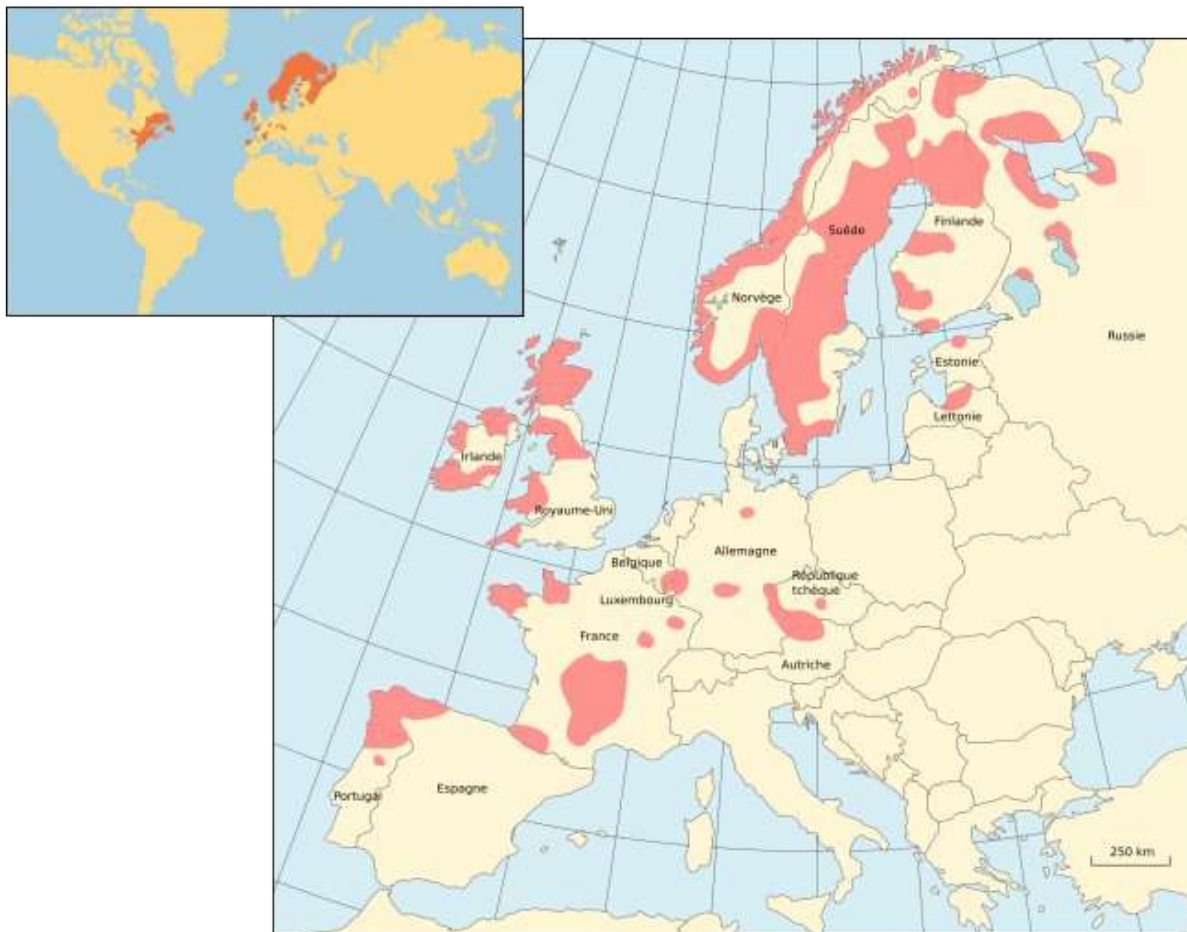 Suède
Finlande
Norvège
Russie
Estonie
Lettonie
Irlande
Royaume-Uni
Allemagne
Belgique
République
tchèque
Luxembourg
France
Autriche
Espagne
Portugal
250 km